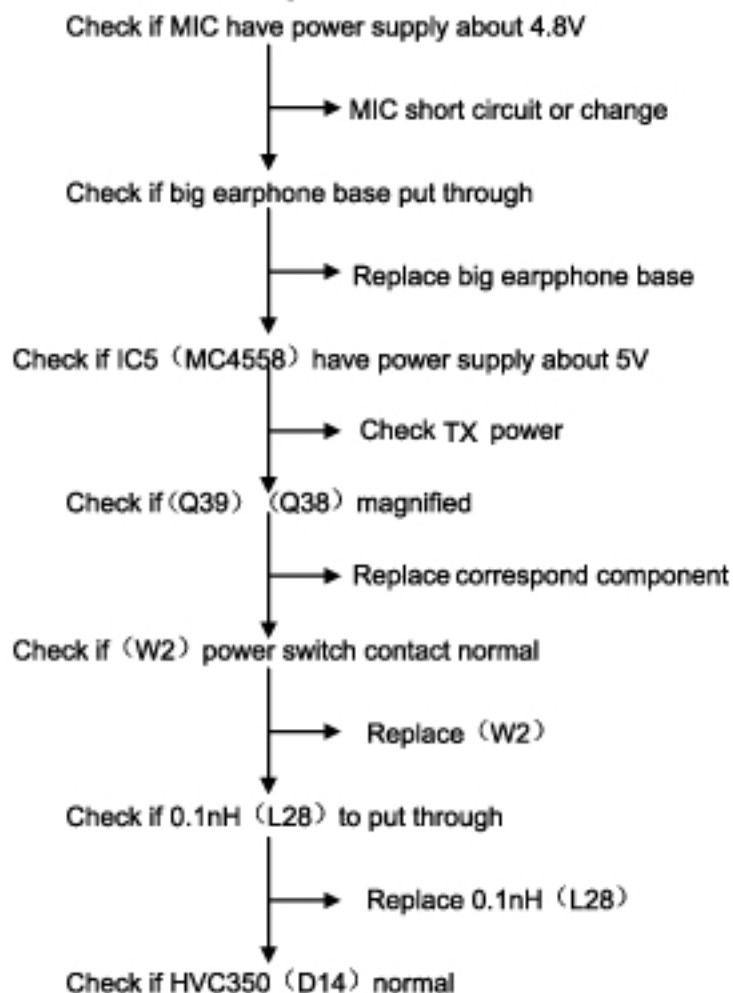 Check if MIC have power supply about 4.8V
MIC short circuit or change
Check if big earphone base put through
Replace big earpphone base
Check if IC5（MC4558）have power supply about 5V
Check TX power
Check if（Q39）（Q38）magnified
Replace correspond component
Check if（W2）power switch contact normal
Replace（W2）
Check if 0.1nH（L28）to put through
Replace 0.1nH（L28）
Check if HVC350（D14）normal